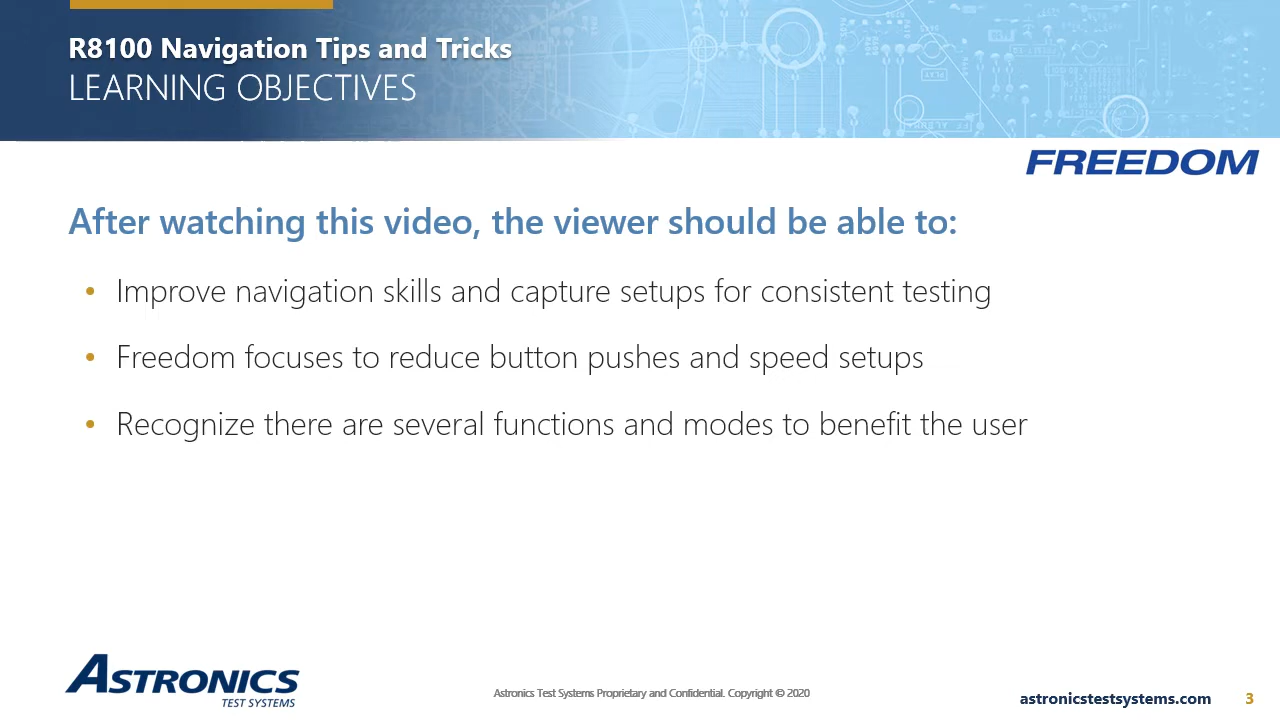 R8100 Navigation Tips and Tricks
LEARNING OBJECTIVES
FREEDOM
After watching this video, the viewer should be able to:
• Improve navigation skills and capture setups for consistent testing
• Freedom focuses to reduce button pushes and speed setups
• Recognize there are several functions and modes to benefit the user
ASTRONICS
TEST SYSTEMS
Astronics Test Systems Proprietary and Confidential. Copyright © 2020
astronicstestsystems.com 3